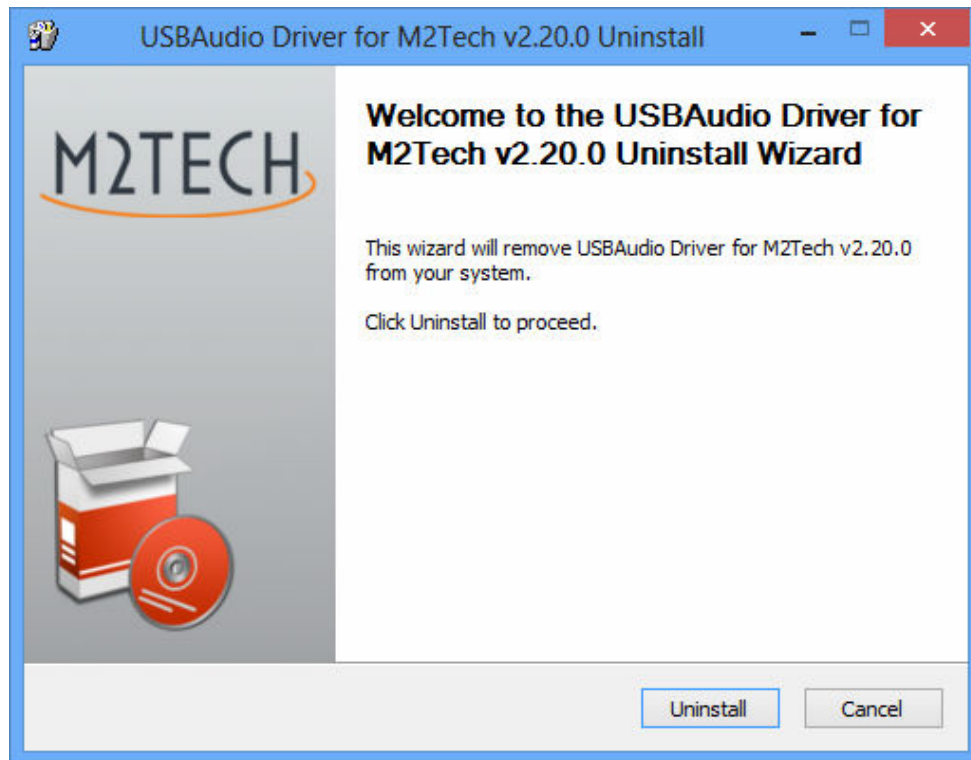 USBAudio Driver for M2Tech v2.20.0 Uninstall
M2TECH
Welcome to the USBAudio Driver for
M2Tech v2.20.0 Uninstall Wizard
This wizard will remove USBAudio Driver for M2Tech v2.20.0
from your system.
Click Uninstall to proceed.
Uninstall
Cancel